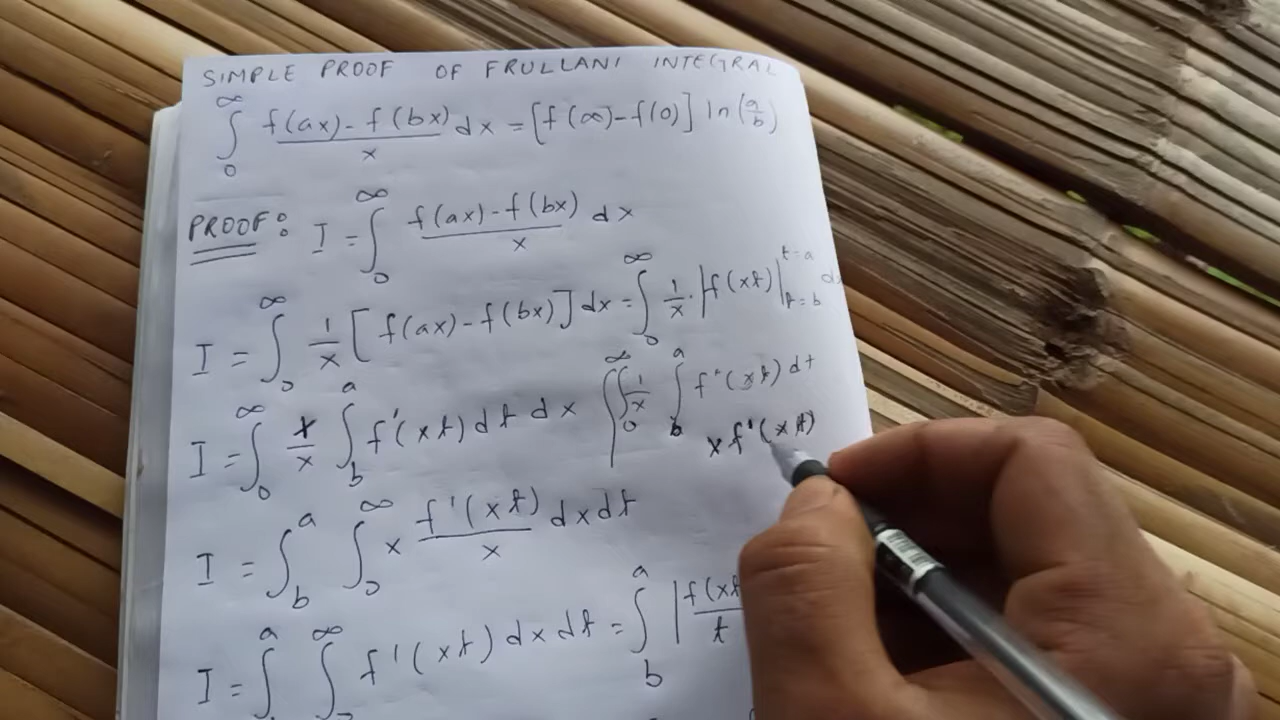 SIMPLE PROOF OF FRULLANI INTEGRAL
∫₀^∞ (f(ax)-f(bx))/x dx = [f(∞)-f(0)] ln(a/b)
PROOF: I = ∫₀^∞ (f(ax)-f(bx))/x dx
I = ∫₀^∞ 1/x [f(ax)-f(bx)] dx = ∫₀^∞ 1/x · |f(xt)|_{t=b}^{t=a} dx
∫₀^∞ 1/x ∫_b^a f'(xt) dt
I = ∫₀^∞ x/x ∫_b^a f'(xt) dt dx
x f'(xt)
I = ∫_b^a ∫₀^∞ x f'(xt)/x dx dt
I = ∫^a ∫^∞ f'(xt) dx dt = ∫_b^a |f(xt)/t